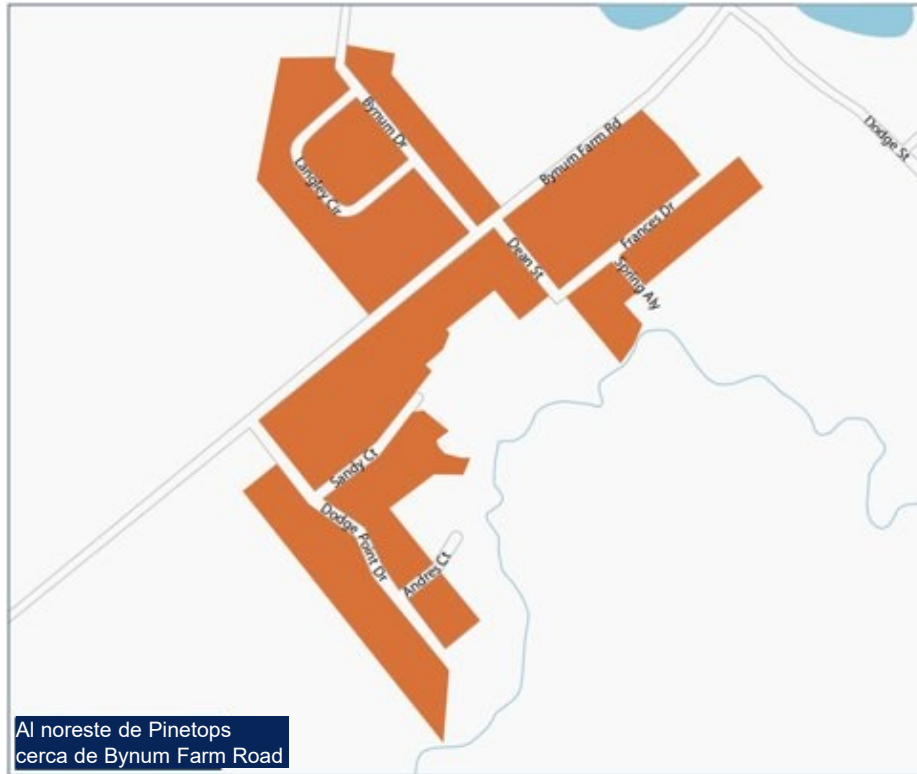 Bynum Dr
Langley Cir
Bynum Farm Rd
Dodge St
Frances Dr
Dean St
Spring Aly
Sandy Ct
Dodge Point Dr
Andres Ct
Al noreste de Pinetops
cerca de Bynum Farm Road